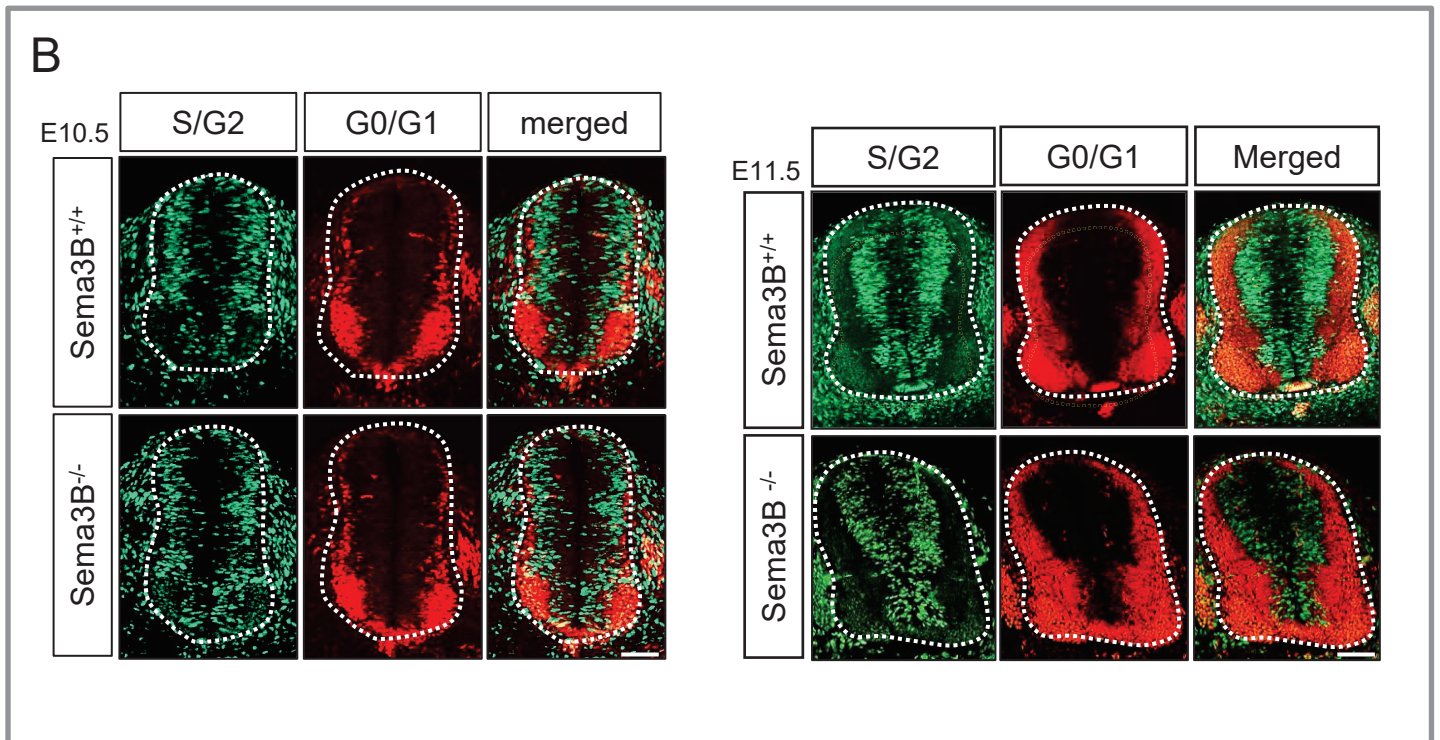 B
E10.5
S/G2
G0/G1
merged
Sema3B+/+
Sema3B-/-
E11.5
S/G2
G0/G1
Merged
Sema3B+/+
Sema3B -/-